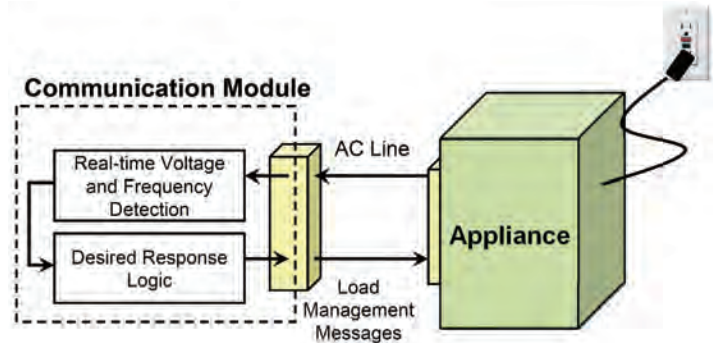 Communication Module
Real-time Voltage
and Frequency
Detection
Desired Response
Logic
AC Line
Load
Management
Messages
Appliance